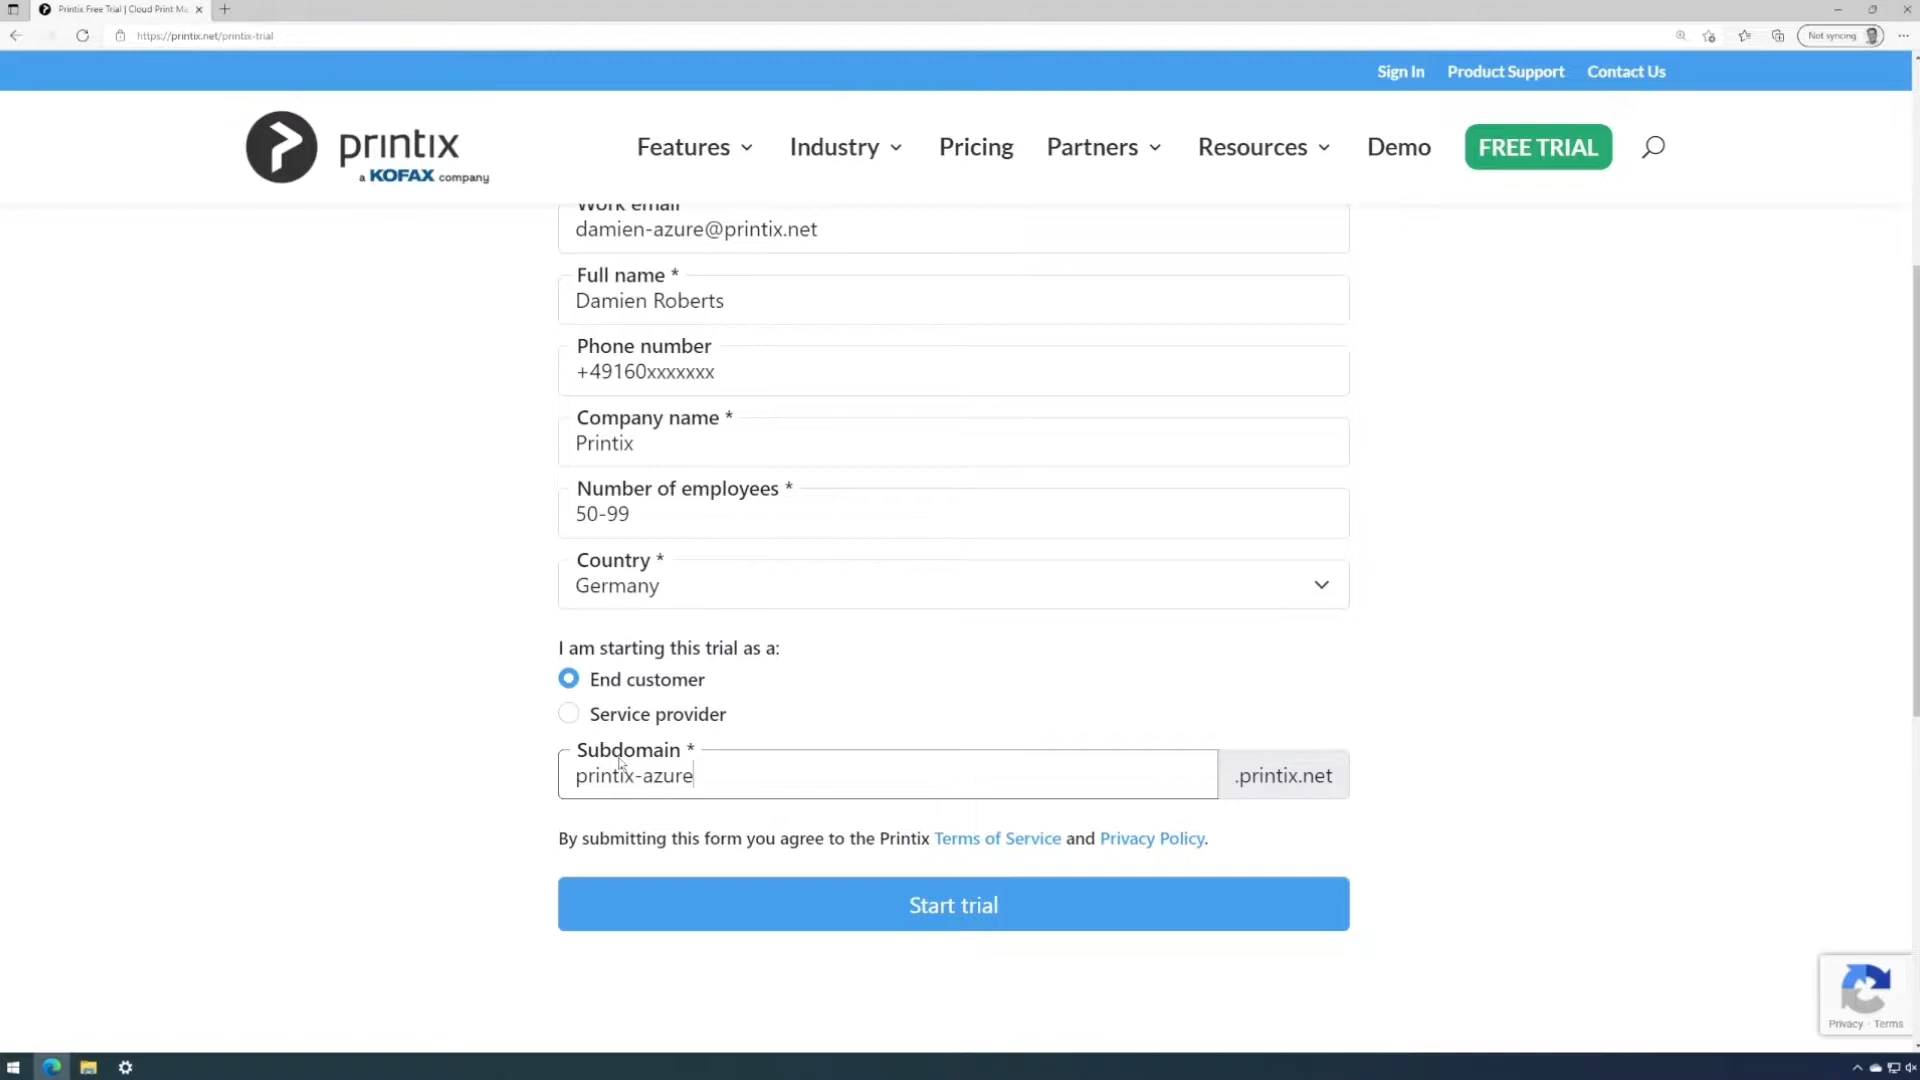 Printix Free Trial | Cloud Print Ma
https://printix.net/printix-trial
Not syncing
Sign In Product Support Contact Us
printix
a KOFAX company
Features Industry Pricing Partners Resources Demo FREE TRIAL
Work email
damien-azure@printix.net
Full name *
Damien Roberts
Phone number
+49160xxxxxxx
Company name *
Printix
Number of employees *
50-99
Country *
Germany
I am starting this trial as a:
End customer
Service provider
Subdomain *
printix-azure
.printix.net
By submitting this form you agree to the Printix Terms of Service and Privacy Policy.
Start trial
Privacy - Terms